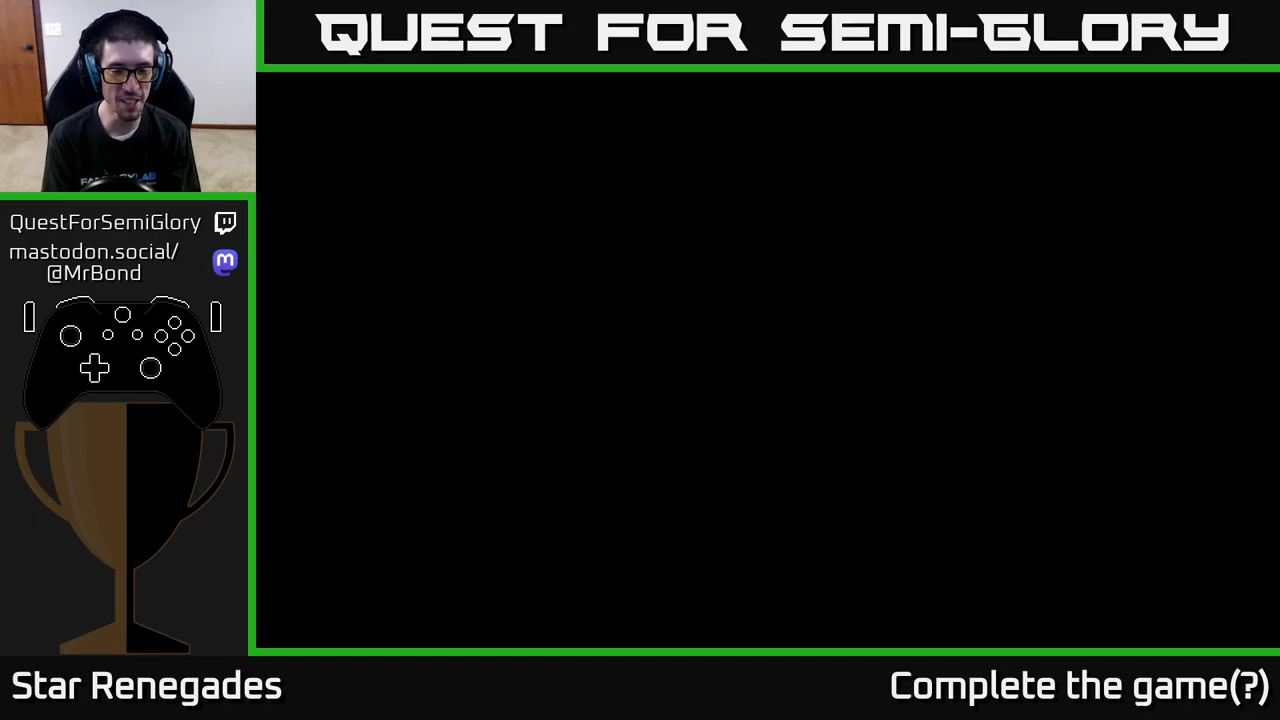 QUEST FOR SEMI-GLORY
QuestForSemiGlory
mastodon.social/
@MrBond
Star Renegades
Complete the game(?)